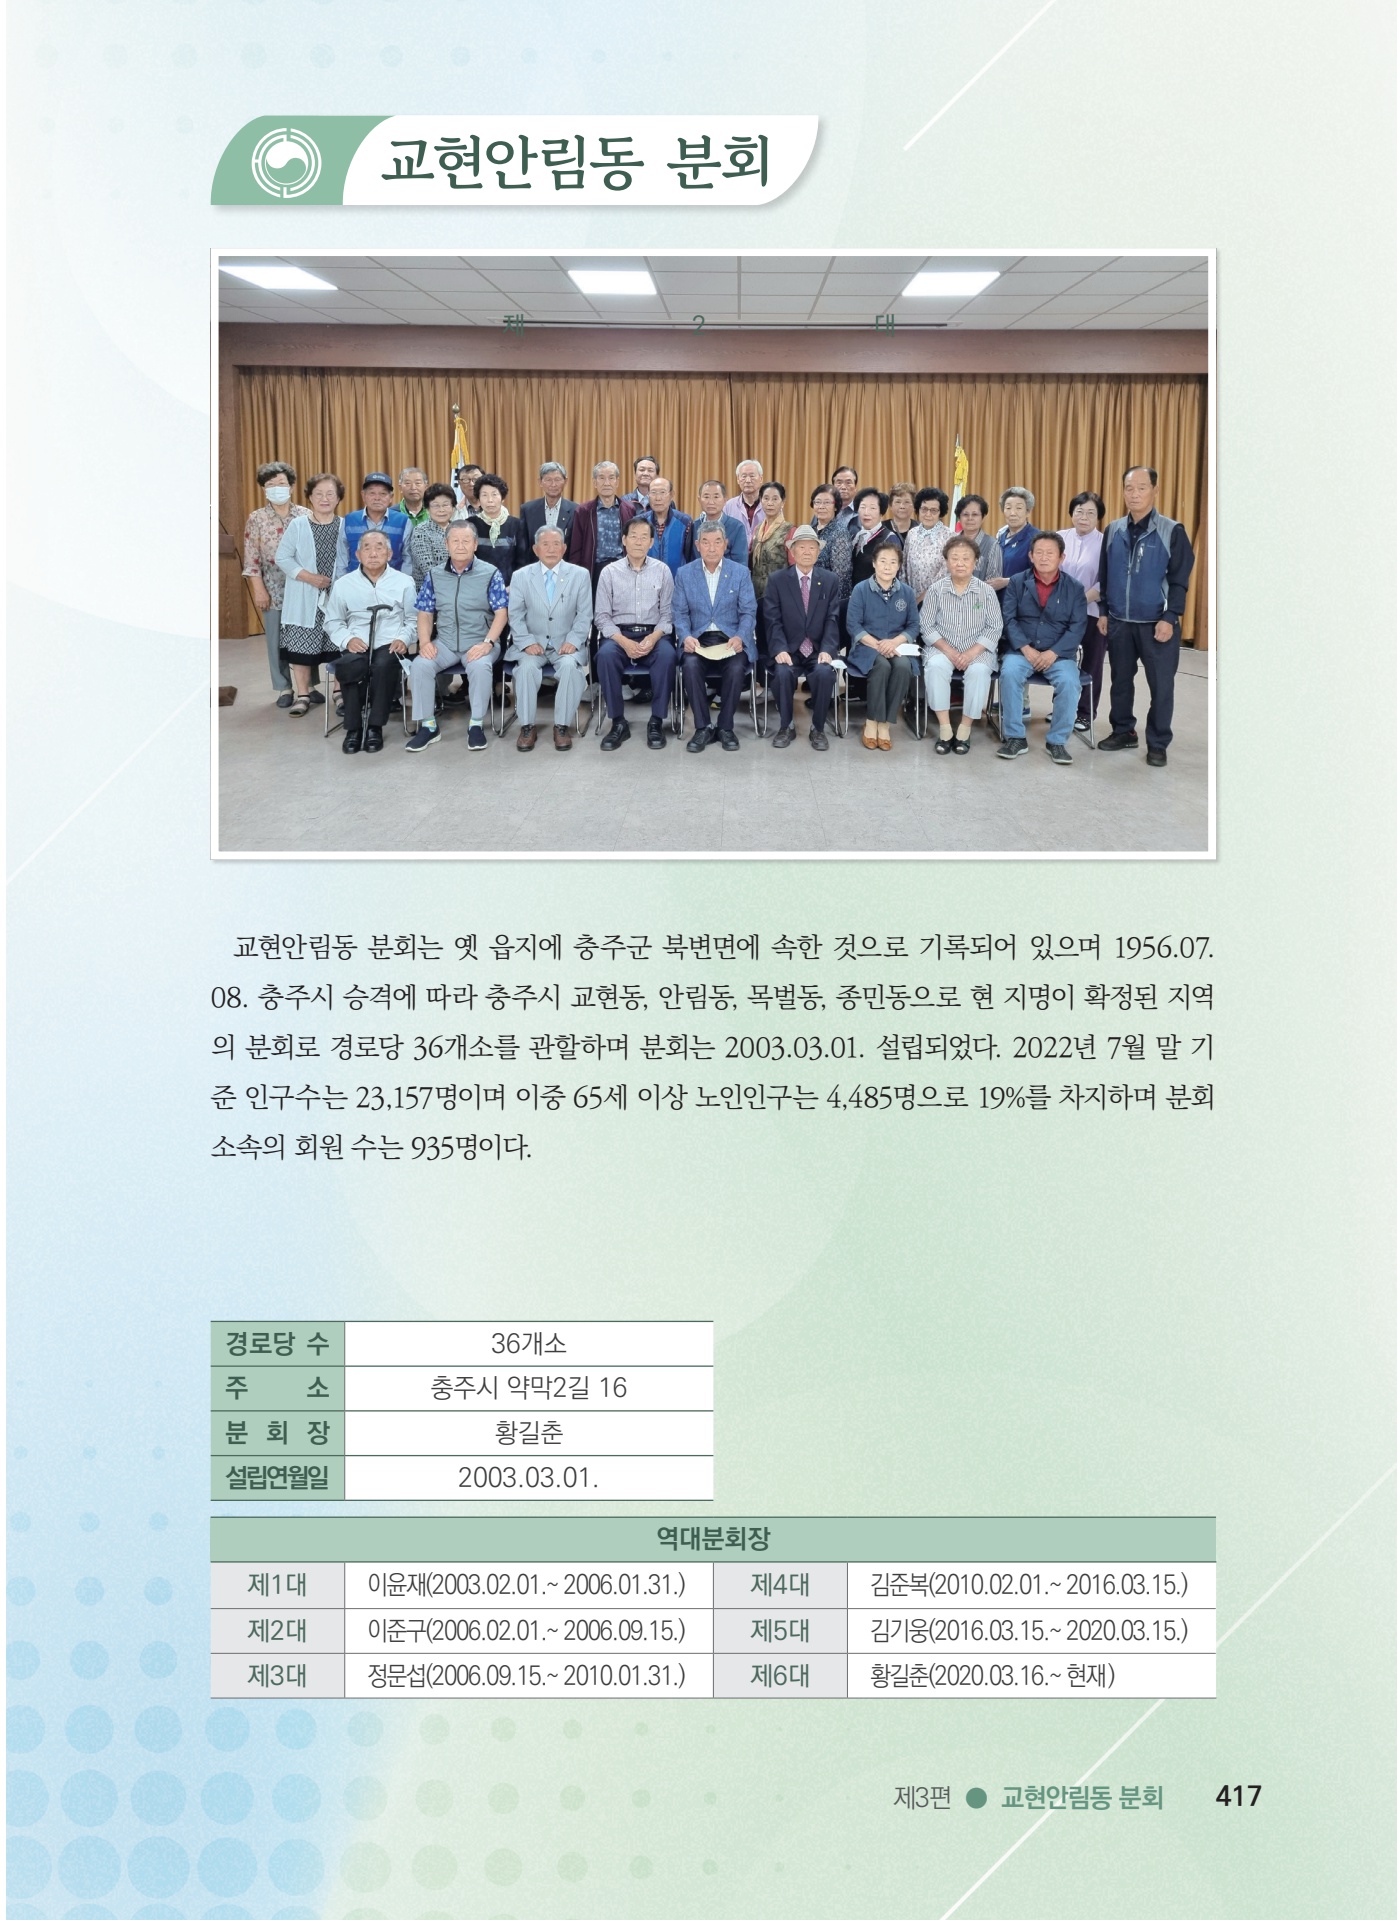 교현안림동 분회
제 2 대
교현안림동 분회는 옛 읍지에 충주군 북변면에 속한 것으로 기록되어 있으며 1956.07.
08. 충주시 승격에 따라 충주시 교현동, 안림동, 목벌동, 종민동으로 현 지명이 확정된 지역
의 분회로 경로당 36개소를 관할하며 분회는 2003.03.01. 설립되었다. 2022년 7월 말 기
준 인구수는 23,157명이며 이중 65세 이상 노인인구는 4,485명으로 19%를 차지하며 분회
소속의 회원 수는 935명이다.
경로당 수 36개소
주 소 충주시 약막2길 16
분 회 장 황길춘
설립연월일 2003.03.01.
역대분회장
제1대 이윤재(2003.02.01.~ 2006.01.31.) 제4대 김준복(2010.02.01.~ 2016.03.15.)
제2대 이준구(2006.02.01.~ 2006.09.15.) 제5대 김기웅(2016.03.15.~ 2020.03.15.)
제3대 정문섭(2006.09.15.~ 2010.01.31.) 제6대 황길춘(2020.03.16.~ 현재)
제3편 ● 교현안림동 분회 417